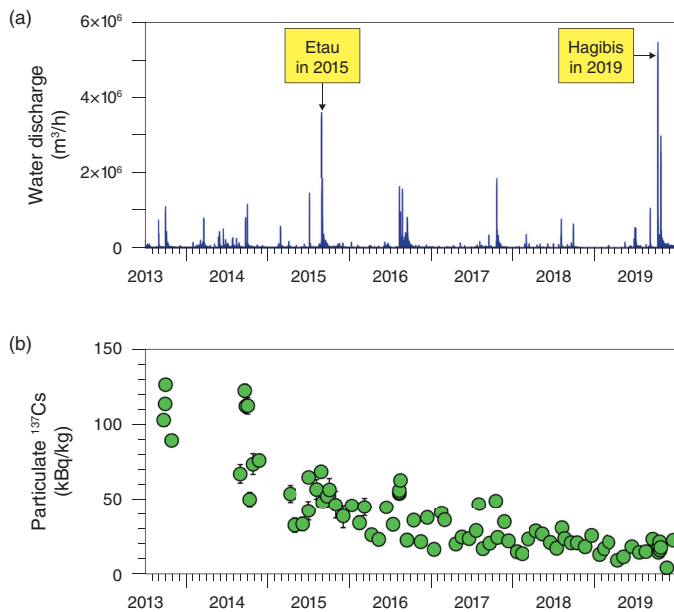 (a)
6×10⁶
4×10⁶
2×10⁶
0
Water discharge
(m³/h)
Etau
in 2015
Hagibis
in 2019
2013 2014 2015 2016 2017 2018 2019
(b)
150
100
50
0
Particulate ¹³⁷Cs
(kBq/kg)
2013 2014 2015 2016 2017 2018 2019